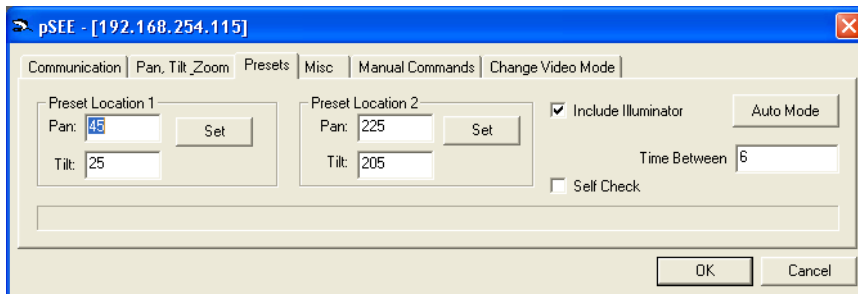 pSEE - [192.168.254.115]
Communication Pan, Tilt ,Zoom Presets Misc Manual Commands Change Video Mode
Preset Location 1 Preset Location 2
Include Illuminator Auto Mode
Pan: 45 Set Pan: 225 Set
Time Between 6
Tilt: 25 Tilt: 205
Self Check
OK Cancel